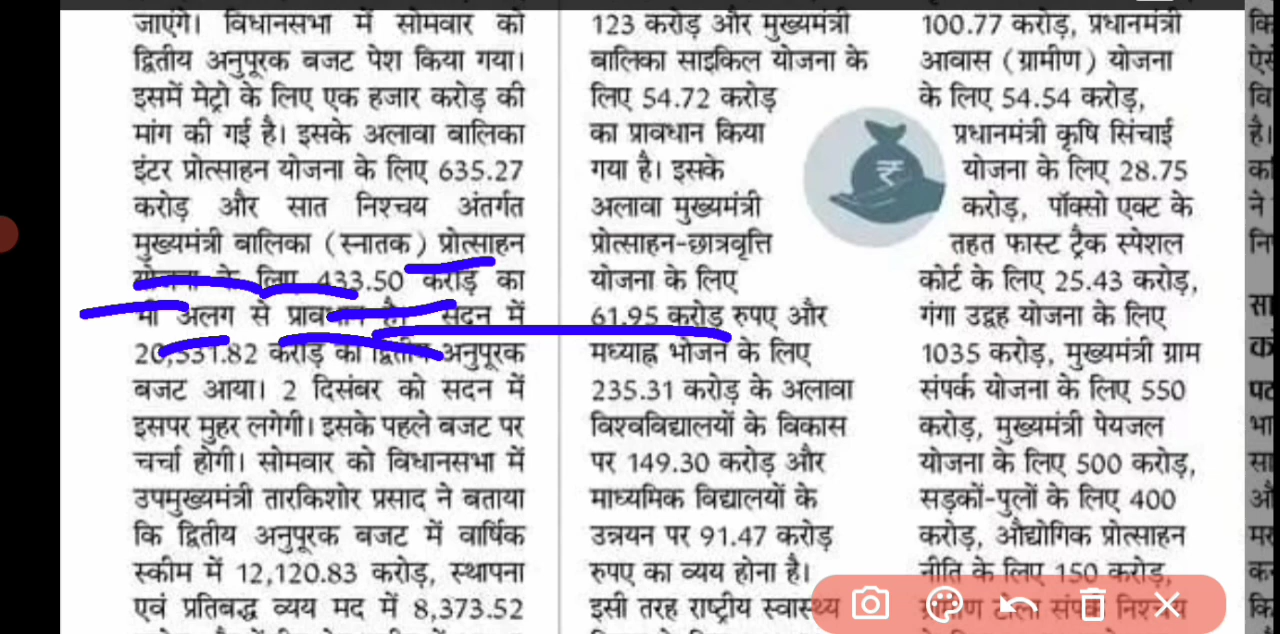 जाएंगे। विधानसभा में सोमवार को
द्वितीय अनुपूरक बजट पेश किया गया।
इसमें मेट्रो के लिए एक हजार करोड़ की
मांग की गई है। इसके अलावा बालिका
इंटर प्रोत्साहन योजना के लिए 635.27
करोड़ और सात निश्चय अंतर्गत
मुख्यमंत्री बालिका (स्नातक) प्रोत्साहन
योजना के लिए 433.50 करोड़ का
भी अलग से प्रावधान है। सदन में
20,531.82 करोड़ का द्वितीय अनुपूरक
बजट आया। 2 दिसंबर को सदन में
इसपर मुहर लगेगी। इसके पहले बजट पर
चर्चा होगी। सोमवार को विधानसभा में
उपमुख्यमंत्री तारकिशोर प्रसाद ने बताया
कि द्वितीय अनुपूरक बजट में वार्षिक
स्कीम में 12,120.83 करोड़, स्थापना
एवं प्रतिबद्ध व्यय मद में 8,373.52
123 करोड़ और मुख्यमंत्री
बालिका साइकिल योजना के
लिए 54.72 करोड़
का प्रावधान किया
गया है। इसके
अलावा मुख्यमंत्री
प्रोत्साहन-छात्रवृत्ति
योजना के लिए
61.95 करोड़ रुपए और
मध्याह्न भोजन के लिए
235.31 करोड़ के अलावा
विश्वविद्यालयों के विकास
पर 149.30 करोड़ और
माध्यमिक विद्यालयों के
उन्नयन पर 91.47 करोड़
रुपए का व्यय होना है।
इसी तरह राष्ट्रीय स्वास्थ्य
100.77 करोड़, प्रधानमंत्री
आवास (ग्रामीण) योजना
के लिए 54.54 करोड़,
प्रधानमंत्री कृषि सिंचाई
योजना के लिए 28.75
करोड़, पॉक्सो एक्ट के
तहत फास्ट ट्रैक स्पेशल
कोर्ट के लिए 25.43 करोड़,
गंगा उद्वह योजना के लिए
1035 करोड़, मुख्यमंत्री ग्राम
संपर्क योजना के लिए 550
करोड़, मुख्यमंत्री पेयजल
योजना के लिए 500 करोड़,
सड़कों-पुलों के लिए 400
करोड़, औद्योगिक प्रोत्साहन
नीति के लिए 150 करोड़,
ग्रामीण टोला संपर्क निश्चय